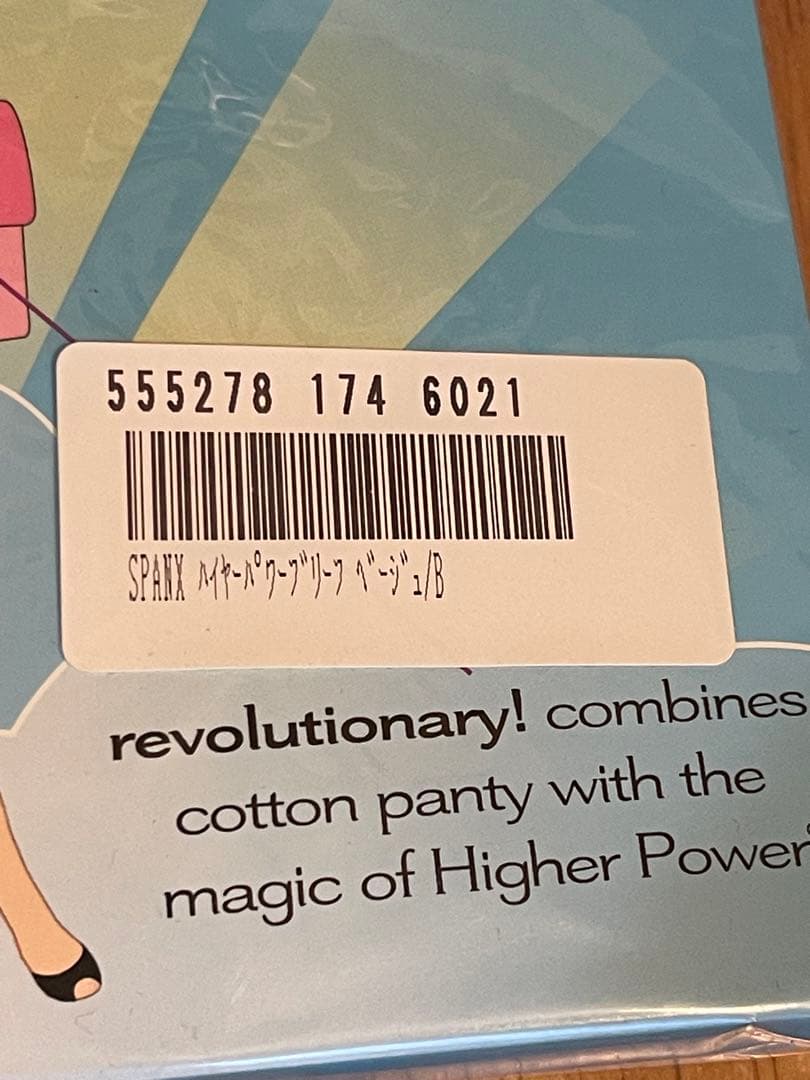 555278 174 6021
SPANX ﾊｲﾔｰﾊﾟﾜｰﾌﾞﾘｰﾌ ﾍﾞｰｼﾞｭ/B
revolutionary! combines
cotton panty with the
magic of Higher Power